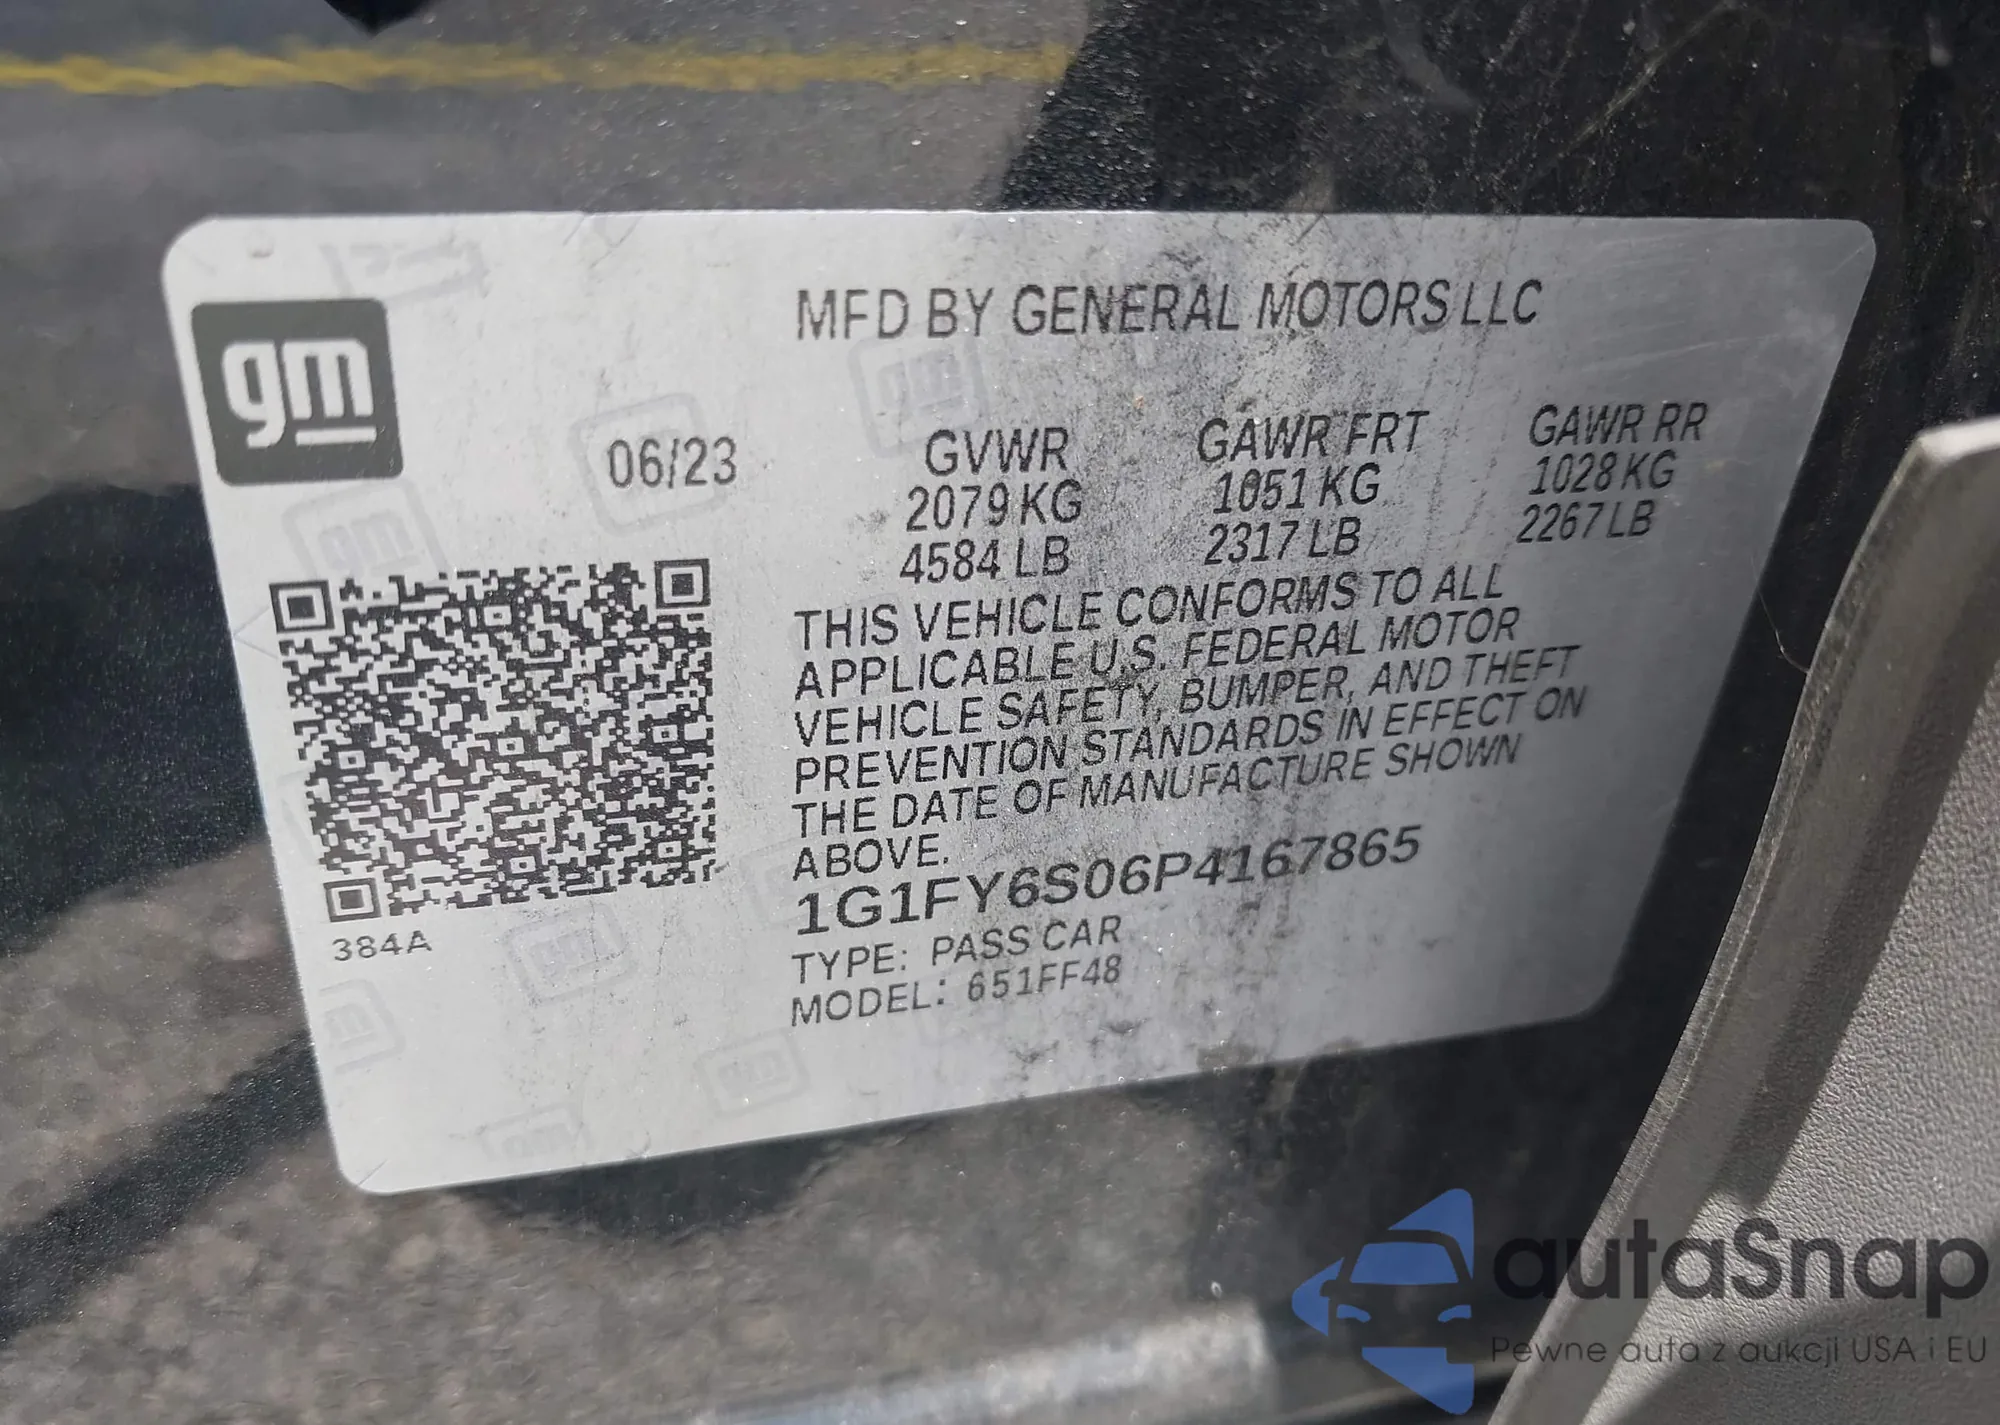 gm
MFD BY GENERAL MOTORS LLC
06/23
GVWR
2079 KG
4584 LB
GAWR FRT
1051 KG
2317 LB
GAWR RR
1028 KG
2267 LB
THIS VEHICLE CONFORMS TO ALL
APPLICABLE U.S. FEDERAL MOTOR
VEHICLE SAFETY, BUMPER, AND THEFT
PREVENTION STANDARDS IN EFFECT ON
THE DATE OF MANUFACTURE SHOWN
ABOVE.
1G1FY6S06P4167865
TYPE: PASS CAR
MODEL: 651FF48
384A
autaSnap
Pewne auta z aukcji USA i EU